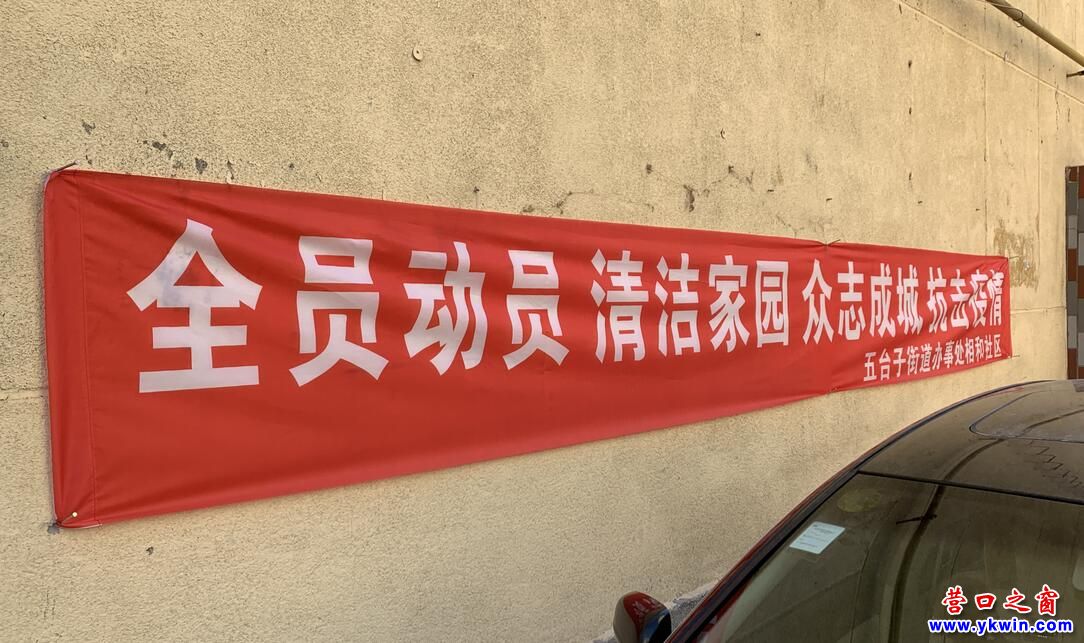 全员动员 清洁家园 众志成城 抗击疫情
五台子街道办事处相和社区
营口之窗
www.ykwin.com